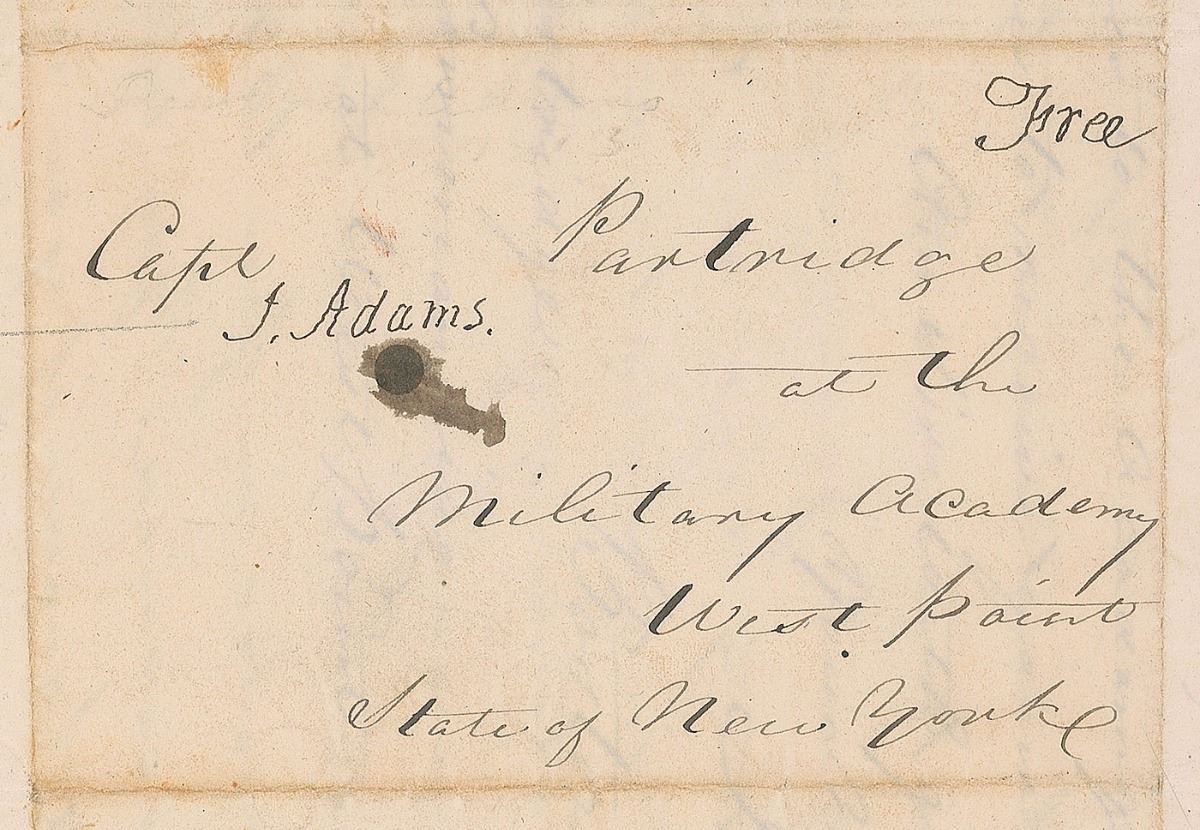 Free
Capt Partridge
J. Adams.
at the
Military Academy
West Point
State of New York